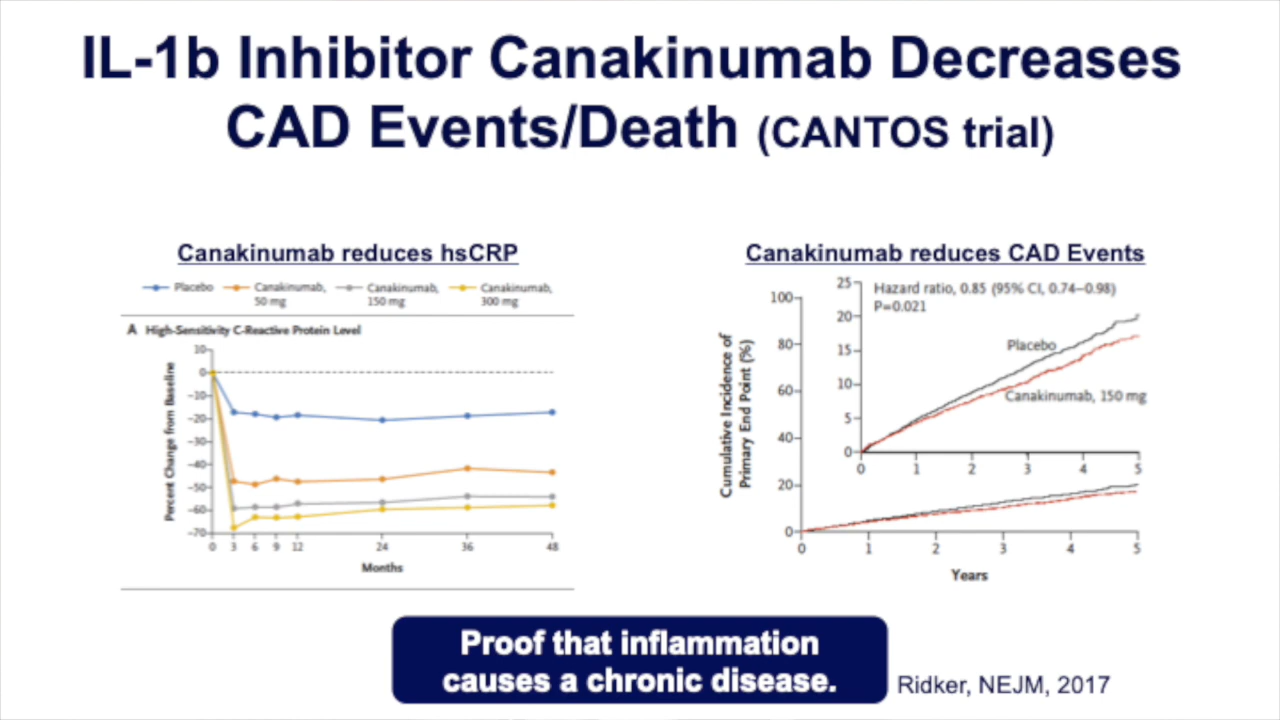 IL-1b Inhibitor Canakinumab Decreases
CAD Events/Death (CANTOS trial)
Canakinumab reduces hsCRP
Placebo
Canakinumab,
50 mg
Canakinumab,
150 mg
Canakinumab,
300 mg
A High-Sensitivity C-Reactive Protein Level
Percent Change from Baseline
10
0
−10
−20
−30
−40
−50
−60
−70
0 3 6 9 12 24 36 48
Months
Canakinumab reduces CAD Events
Cumulative Incidence of
Primary End Point (%)
100
80
60
40
20
0
25
20
15
10
5
0
Hazard ratio, 0.85 (95% CI, 0.74–0.98)
P=0.021
Placebo
Canakinumab, 150 mg
0 1 2 3 4 5
0 1 2 3 4 5
Years
Proof that inflammation
causes a chronic disease.
Ridker, NEJM, 2017